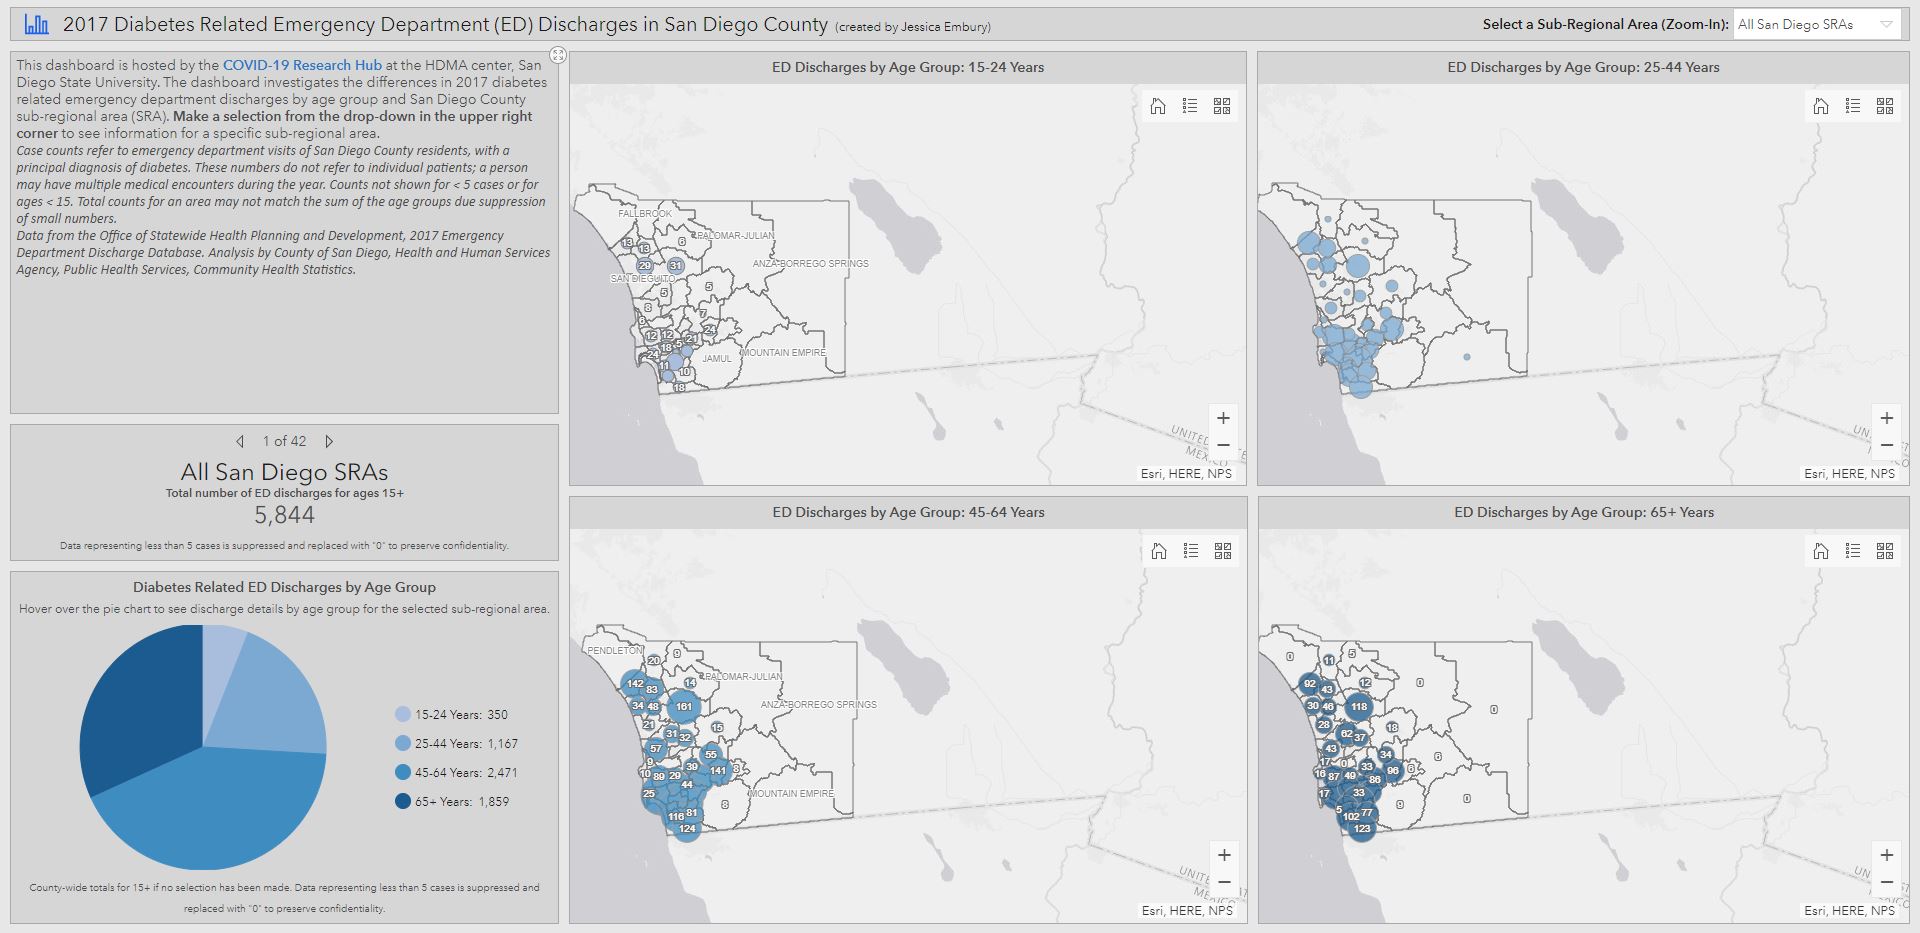 2017 Diabetes Related Emergency Department (ED) Discharges in San Diego County (created by Jessica Embury)
Select a Sub-Regional Area (Zoom-In): All San Diego SRAs
This dashboard is hosted by the COVID-19 Research Hub at the HDMA center, San
Diego State University. The dashboard investigates the differences in 2017 diabetes
related emergency department discharges by age group and San Diego County
sub-regional area (SRA). Make a selection from the drop-down in the upper right
corner to see information for a specific sub-regional area.
Case counts refer to emergency department visits of San Diego County residents, with a
principal diagnosis of diabetes. These numbers do not refer to individual patients; a person
may have multiple medical encounters during the year. Counts not shown for < 5 cases or for
ages < 15. Total counts for an area may not match the sum of the age groups due suppression
of small numbers.
Data from the Office of Statewide Health Planning and Development, 2017 Emergency
Department Discharge Database. Analysis by County of San Diego, Health and Human Services
Agency, Public Health Services, Community Health Statistics.
1 of 42
All San Diego SRAs
Total number of ED discharges for ages 15+
5,844
Data representing less than 5 cases is suppressed and replaced with "0" to preserve confidentiality.
Diabetes Related ED Discharges by Age Group
Hover over the pie chart to see discharge details by age group for the selected sub-regional area.
15-24 Years: 350
25-44 Years: 1,167
45-64 Years: 2,471
65+ Years: 1,859
County-wide totals for 15+ if no selection has been made. Data representing less than 5 cases is suppressed and
replaced with "0" to preserve confidentiality.
ED Discharges by Age Group: 15-24 Years
FALLBROOK
PALOMAR-JULIAN
13
13
6
ANZA-BORREGO SPRINGS
29
31
SAN DIEGUITO
5
5
8
7
6
24
12 12
21
18
5
24
JAMUL
MOUNTAIN EMPIRE
11
10
18
UNITED
MEXICO
+
−
Esri, HERE, NPS
ED Discharges by Age Group: 25-44 Years
+
−
Esri, HERE, NPS
ED Discharges by Age Group: 45-64 Years
PENDLETON
20
9
PALOMAR-JULIAN
142
83
14
ANZA-BORREGO SPRINGS
34 48
161
21
15
31
32
57
55
9
39
141
8
10
89 29
44
25
8
MOUNTAIN EMPIRE
116
81
124
+
−
Esri, HERE, NPS
ED Discharges by Age Group: 65+ Years
0
11
5
92
43
12
0
30 46
118
0
28
18
62
37
43
34
17
0
33
96
6
6
16
87
49
86
17
33
9
0
5
102
77
123
+
−
Esri, HERE, NPS